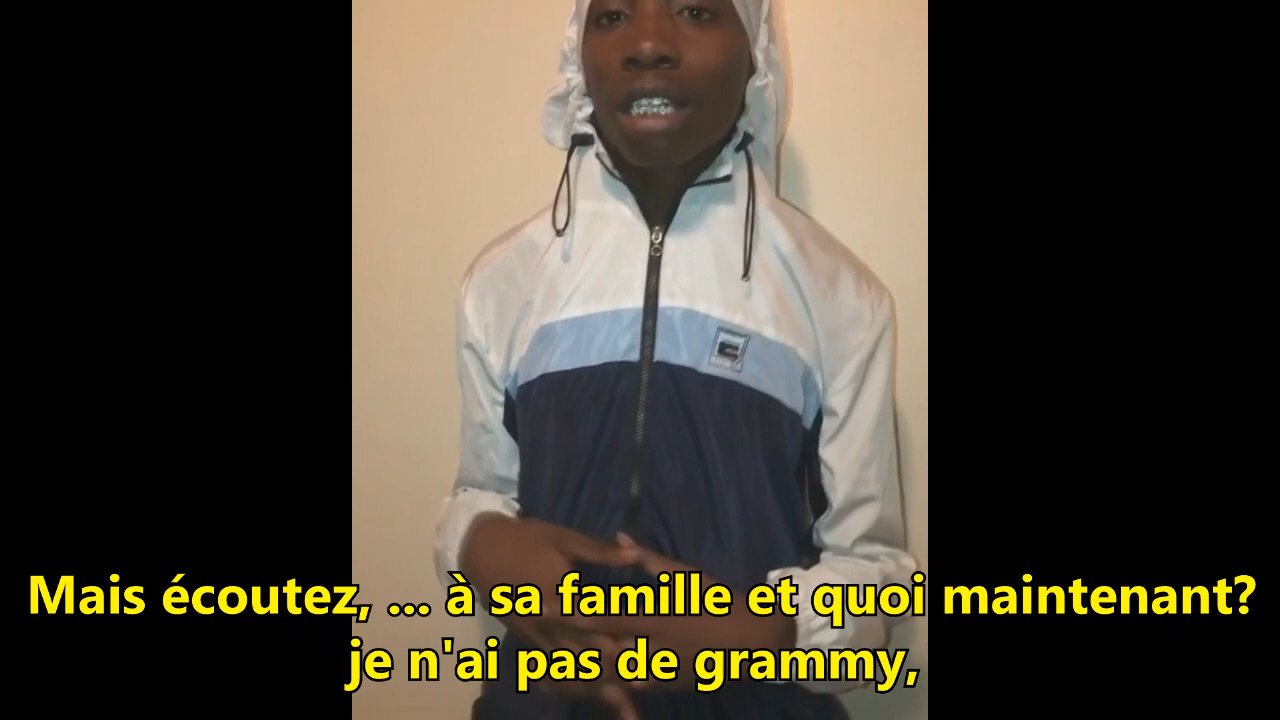 Mais écoutez, ... à sa famille et quoi maintenant?
je n'ai pas de grammy,